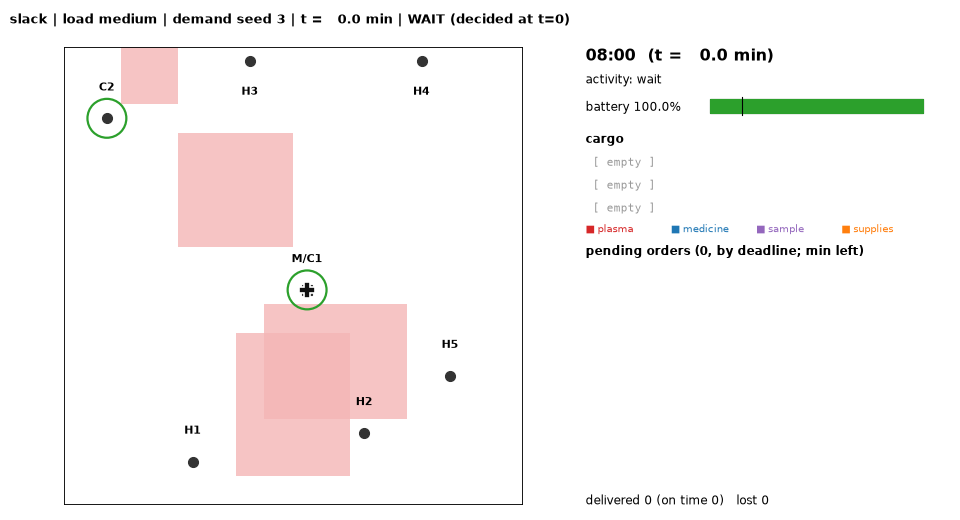 slack | load medium | demand seed 3 | t =   0.0 min | WAIT (decided at t=0)
C2
H3
H4
M/C1
H5
H2
H1
08:00  (t =   0.0 min)
activity: wait
battery 100.0%
cargo
[ empty ]
[ empty ]
[ empty ]
plasma medicine sample supplies
pending orders (0, by deadline; min left)
delivered 0 (on time 0)   lost 0